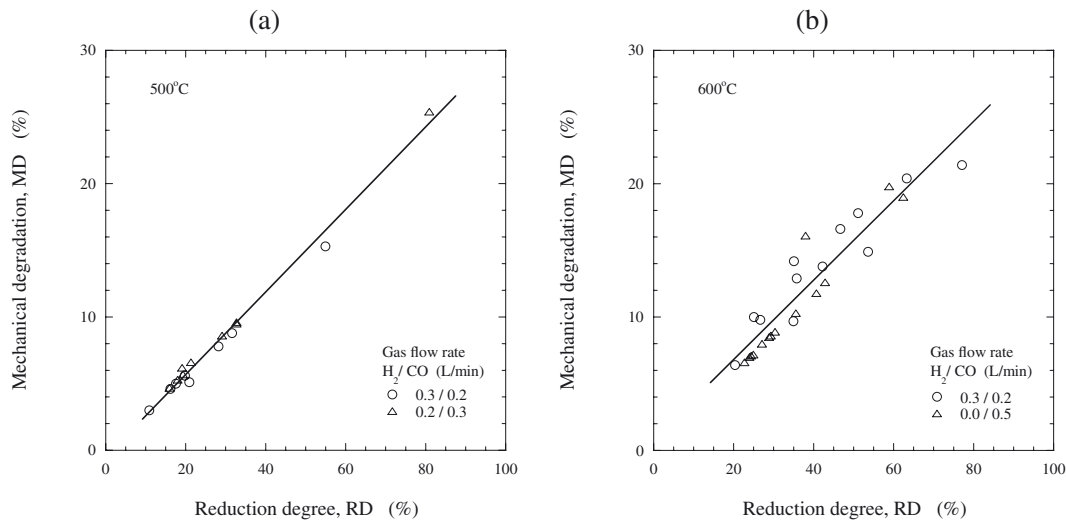 (a)
30
20
10
0
0 20 40 60 80 100
Mechanical degradation, MD (%)
Reduction degree, RD (%)
500°C
Gas flow rate
H₂/ CO (L/min)
0.3 / 0.2
0.2 / 0.3
(b)
30
20
10
0
0 20 40 60 80 100
Mechanical degradation, MD (%)
Reduction degree, RD (%)
600°C
Gas flow rate
H₂/ CO (L/min)
0.3 / 0.2
0.0 / 0.5